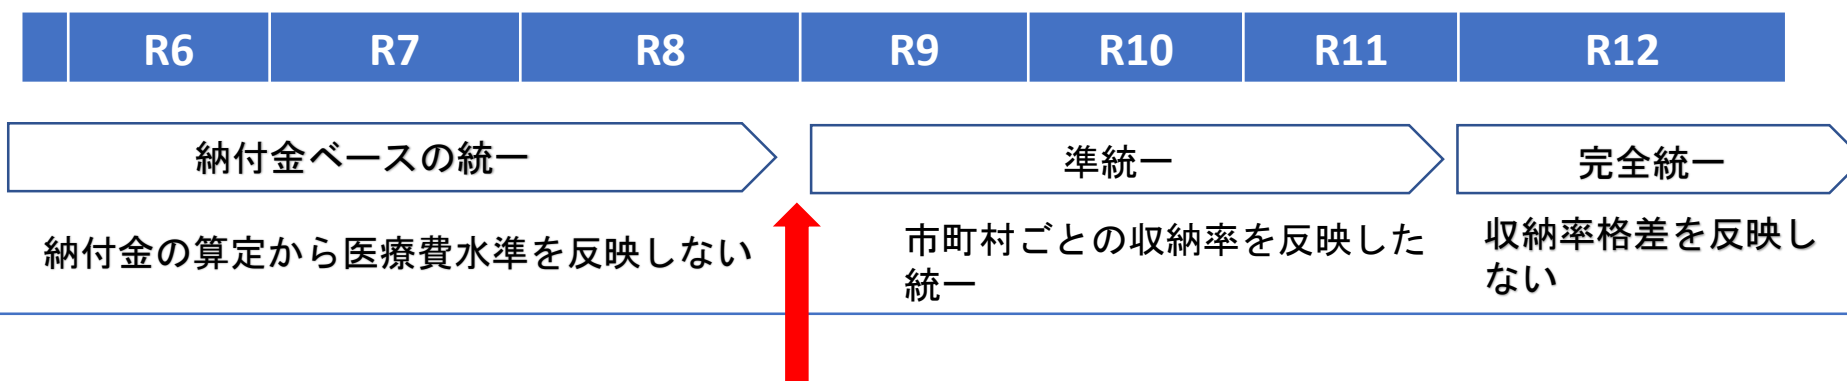 R6 R7 R8 R9 R10 R11 R12
納付金ベースの統一
準統一
完全統一
納付金の算定から医療費水準を反映しない
市町村ごとの収納率を反映した
統一
収納率格差を反映し
ない